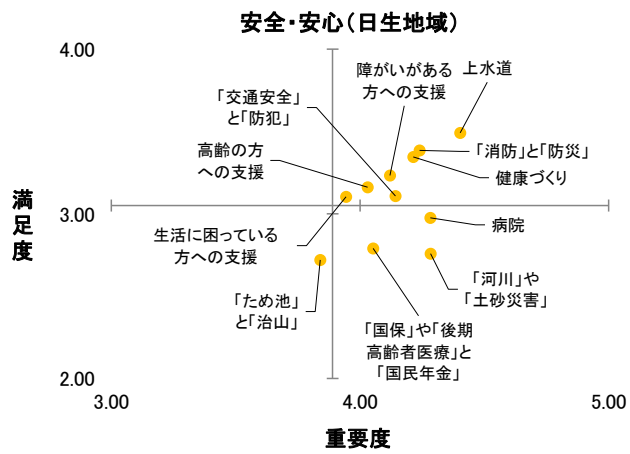 安全・安心（日生地域）
4.00
障がいがある
方への支援
上水道
「交通安全」
と「防犯」
高齢の方
への支援
「消防」と「防災」
健康づくり
満足度
3.00
生活に困っている
方への支援
病院
「ため池」
と「治山」
「河川」や
「土砂災害」
「国保」や「後期
高齢者医療」と
「国民年金」
2.00
3.00
4.00
5.00
重要度